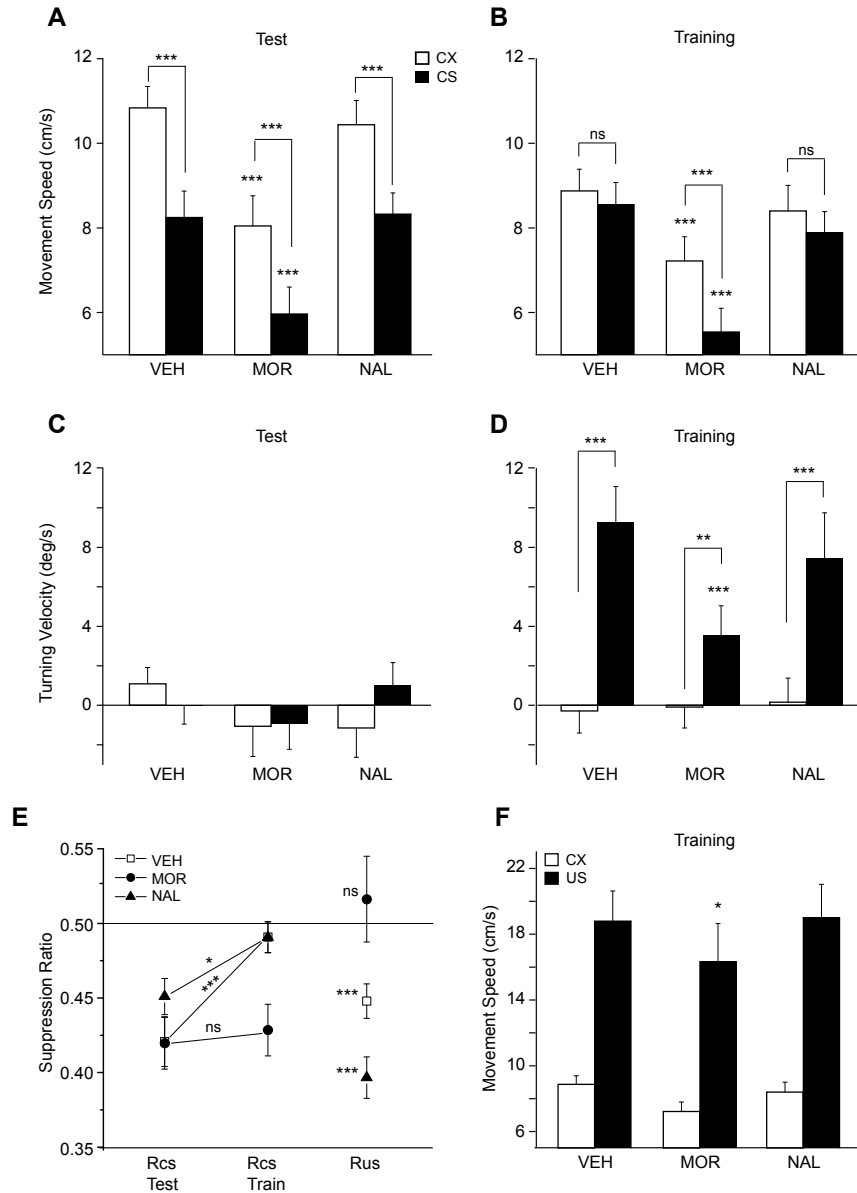 A
Test
12
10
8
6
Movement Speed (cm/s)
CX
CS
***
***
***
***
***
VEH
MOR
NAL
B
Training
12
10
8
6
ns
***
ns
***
***
VEH
MOR
NAL
C
Test
12
8
4
0
Turning Velocity (deg/s)
VEH
MOR
NAL
D
Training
12
8
4
0
***
**
***
***
VEH
MOR
NAL
E
VEH
MOR
NAL
0.55
0.50
0.45
0.40
0.35
Suppression Ratio
*
***
ns
ns
***
***
Rcs
Test
Rcs
Train
Rus
F
Training
CX
US
22
18
14
10
6
Movement Speed (cm/s)
*
VEH
MOR
NAL